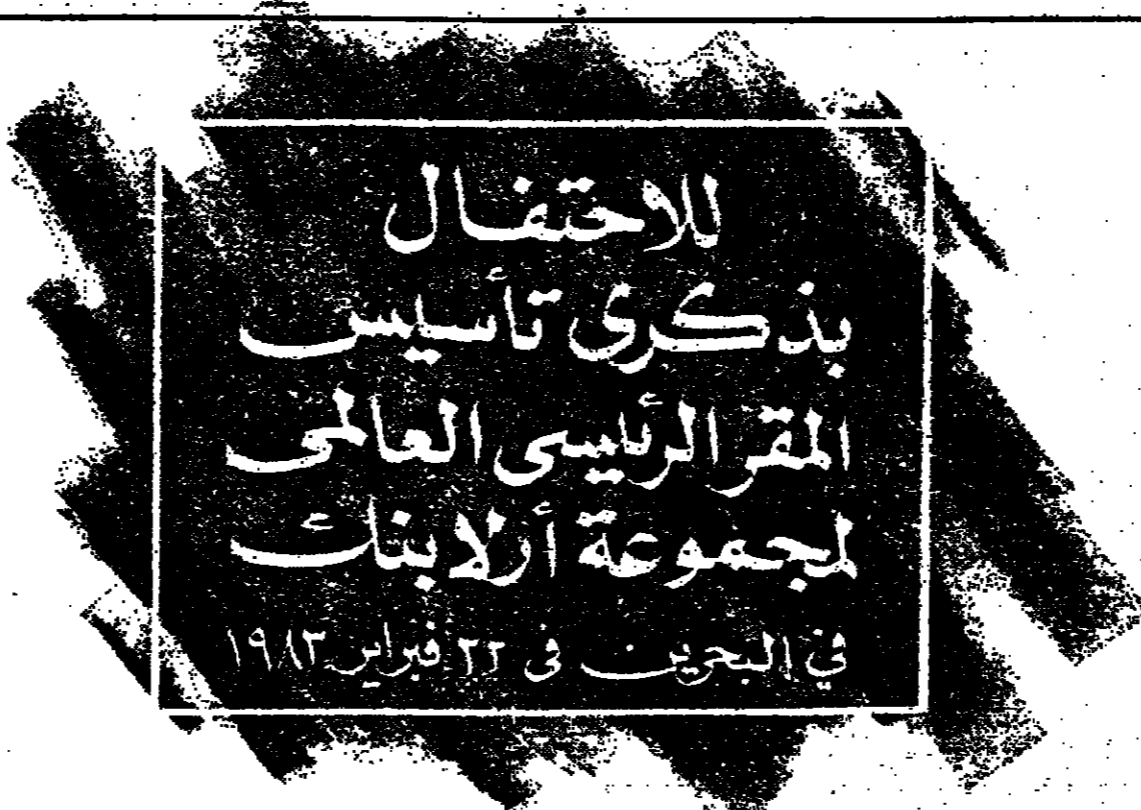 للاحتفال
بذكرى تأسيس
المقر الرئيسى العالمى
لمجموعة أرلابنك
في البحرين فى ٢٢ فبراير ١٩٨٣